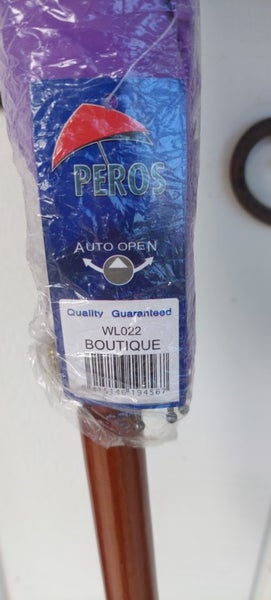 PEROS
AUTO OPEN
Quality Guaranteed
WL022
BOUTIQUE